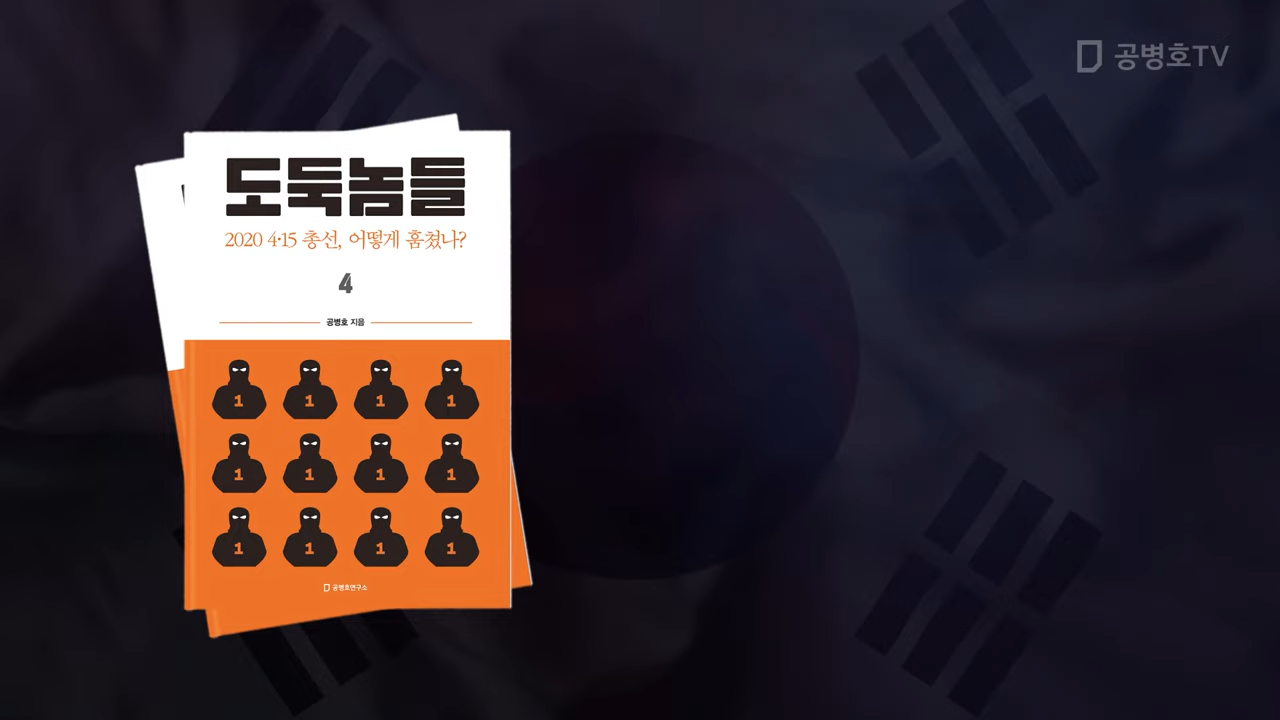 공병호TV
도둑놈들
2020 4·15 총선, 어떻게 훔쳤나?
4
공병호 지음
1 1 1 1
1 1 1 1
1 1 1 1
공병호연구소